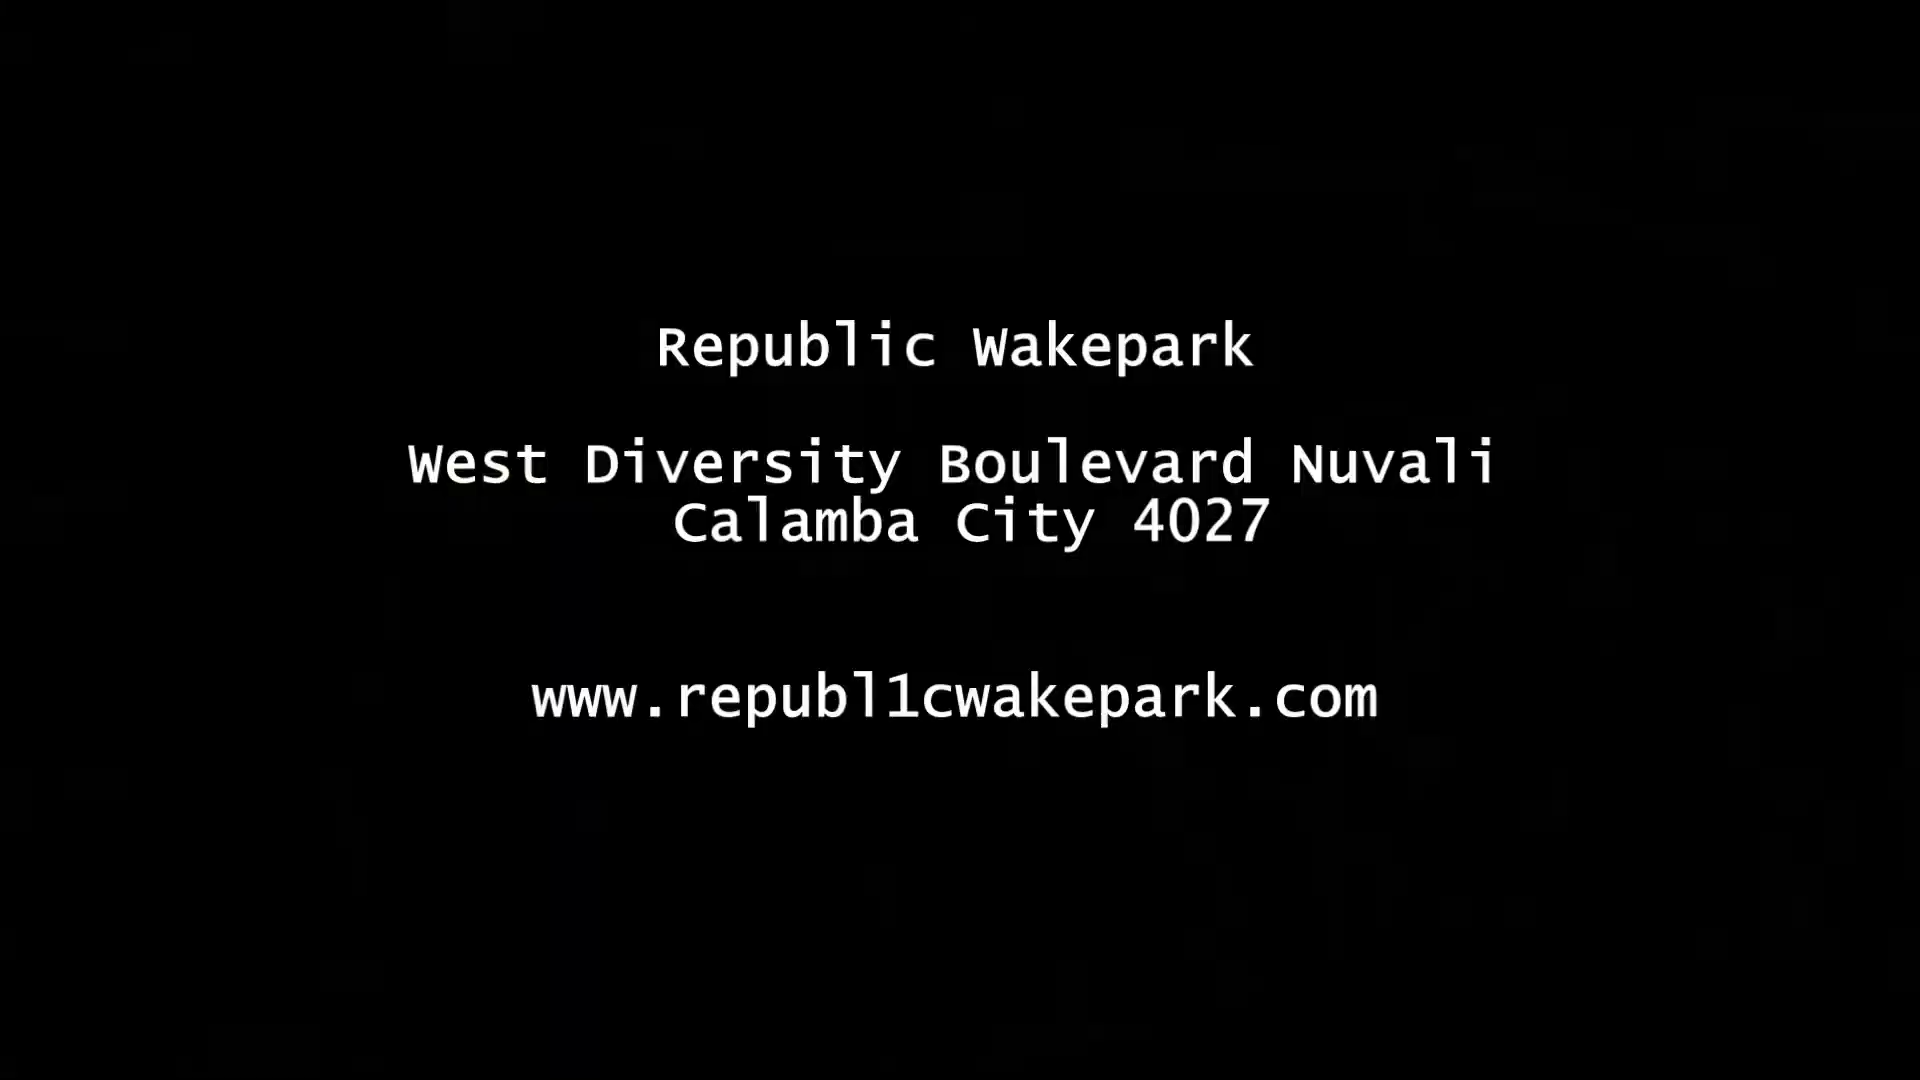 Republic Wakepark
West Diversity Boulevard Nuvali
Calamba City 4027
www.republ1cwakepark.com